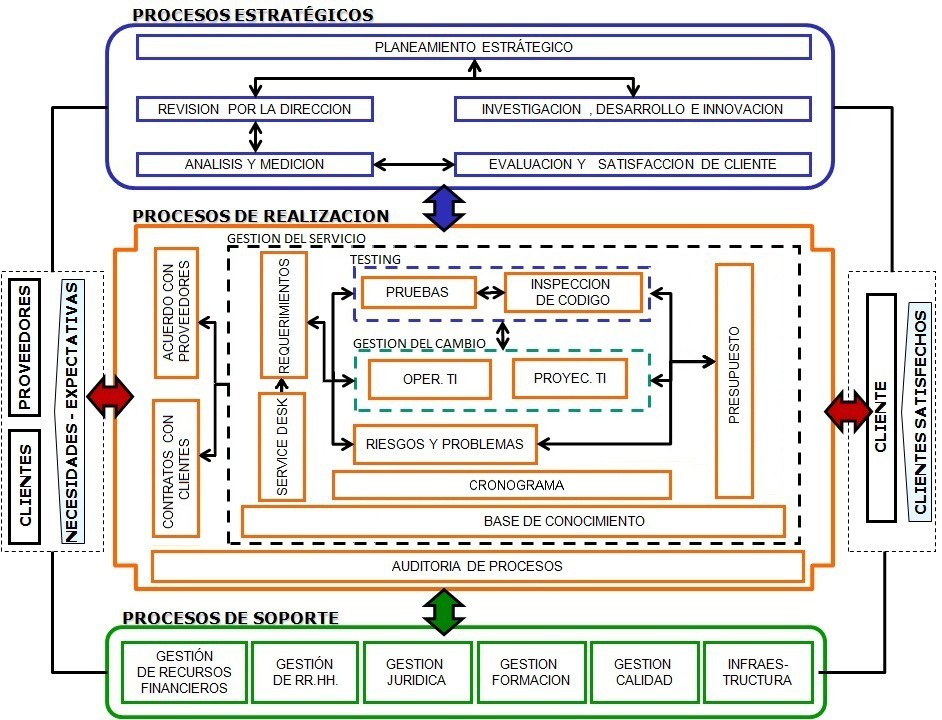 PROCESOS ESTRATÉGICOS
PLANEAMIENTO ESTRÁTEGICO
REVISION POR LA DIRECCION
INVESTIGACION , DESARROLLO E INNOVACION
ANALISIS Y MEDICION
EVALUACION Y SATISFACCION DE CLIENTE
PROCESOS DE REALIZACION
GESTION DEL SERVICIO
PROVEEDORES
CLIENTES
NECESIDADES - EXPECTATIVAS
ACUERDO CON
PROVEEDORES
CONTRATOS CON
CLIENTES
REQUERIMIENTOS
SERVICE DESK
TESTING
PRUEBAS
INSPECCION
DE CODIGO
GESTION DEL CAMBIO
OPER. TI
PROYEC. TI
RIESGOS Y PROBLEMAS
CRONOGRAMA
PRESUPUESTO
BASE DE CONOCIMIENTO
AUDITORIA DE PROCESOS
CLIENTE
CLIENTES SATISFECHOS
PROCESOS DE SOPORTE
GESTIÓN
DE RECURSOS
FINANCIEROS
GESTIÓN
DE RR.HH.
GESTION
JURIDICA
GESTION
FORMACION
GESTION
CALIDAD
INFRAES-
TRUCTURA